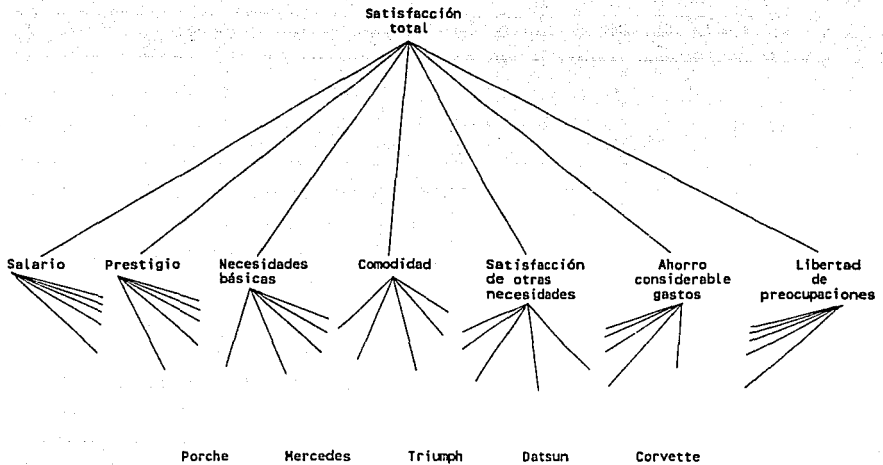 Satisfacción
total
Salario
Prestigio
Necesidades
básicas
Comodidad
Satisfacción
de otras
necesidades
Ahorro
considerable
gastos
Libertad
de
preocupaciones
Porche Mercedes Triumph Datsun Corvette